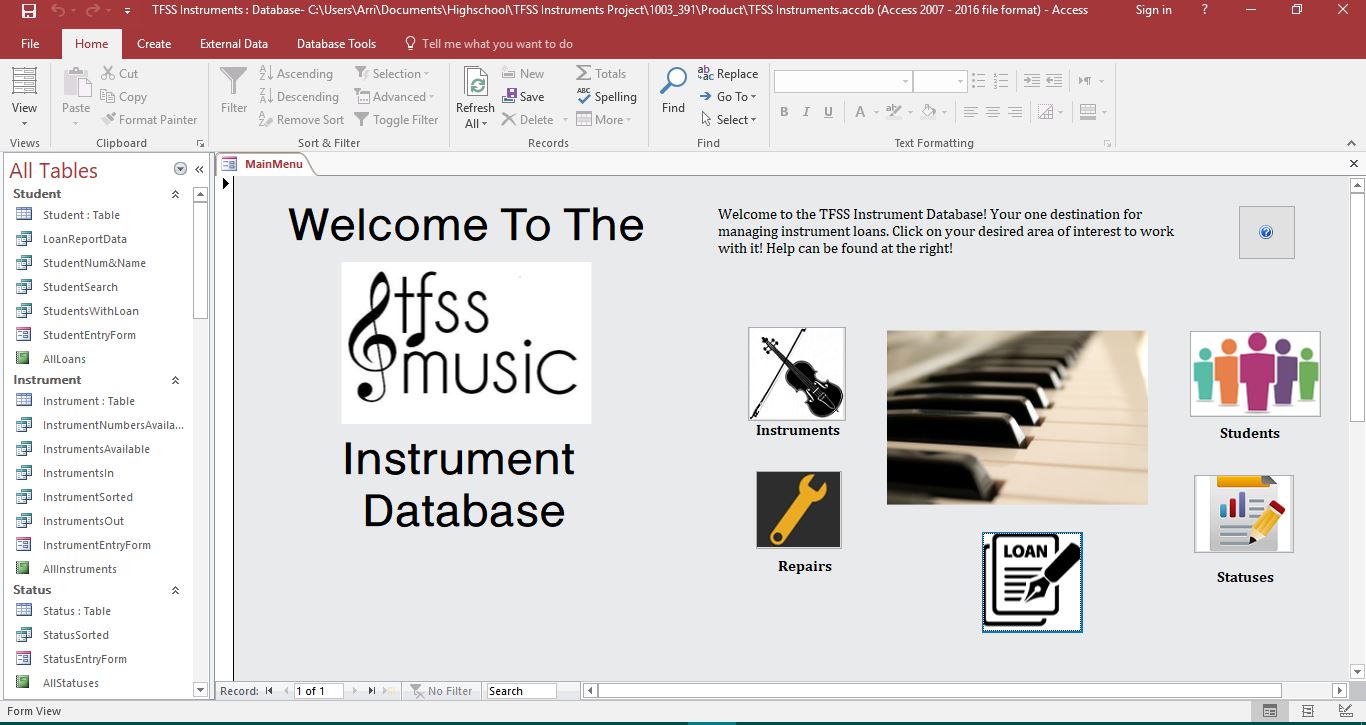 TFSS Instruments : Database- C:\Users\Arri\Documents\Highschool\TFSS Instruments Project\1003_391\Product\TFSS Instruments.accdb (Access 2007 - 2016 file format) - Access
Sign in
?
File
Home
Create
External Data
Database Tools
Tell me what you want to do
View
Views
Paste
Cut
Copy
Format Painter
Clipboard
Filter
Ascending
Descending
Remove Sort
Selection
Advanced
Toggle Filter
Sort & Filter
Refresh
All
New
Save
Delete
Totals
Spelling
More
Records
Find
Replace
Go To
Select
Find
B I U A
Text Formatting
All Tables
Student
Student : Table
LoanReportData
StudentNum&Name
StudentSearch
StudentsWithLoan
StudentEntryForm
AllLoans
Instrument
Instrument : Table
InstrumentNumbersAvaila...
InstrumentsAvailable
InstrumentsIn
InstrumentSorted
InstrumentsOut
InstrumentEntryForm
AllInstruments
Status
Status : Table
StatusSorted
StatusEntryForm
AllStatuses
MainMenu
Welcome To The
tfss
music
Instrument
Database
Welcome to the TFSS Instrument Database! Your one destination for
managing instrument loans. Click on your desired area of interest to work
with it! Help can be found at the right!
?
Instruments
Students
Repairs
LOAN
Statuses
Record:
1 of 1
No Filter
Search
Form View